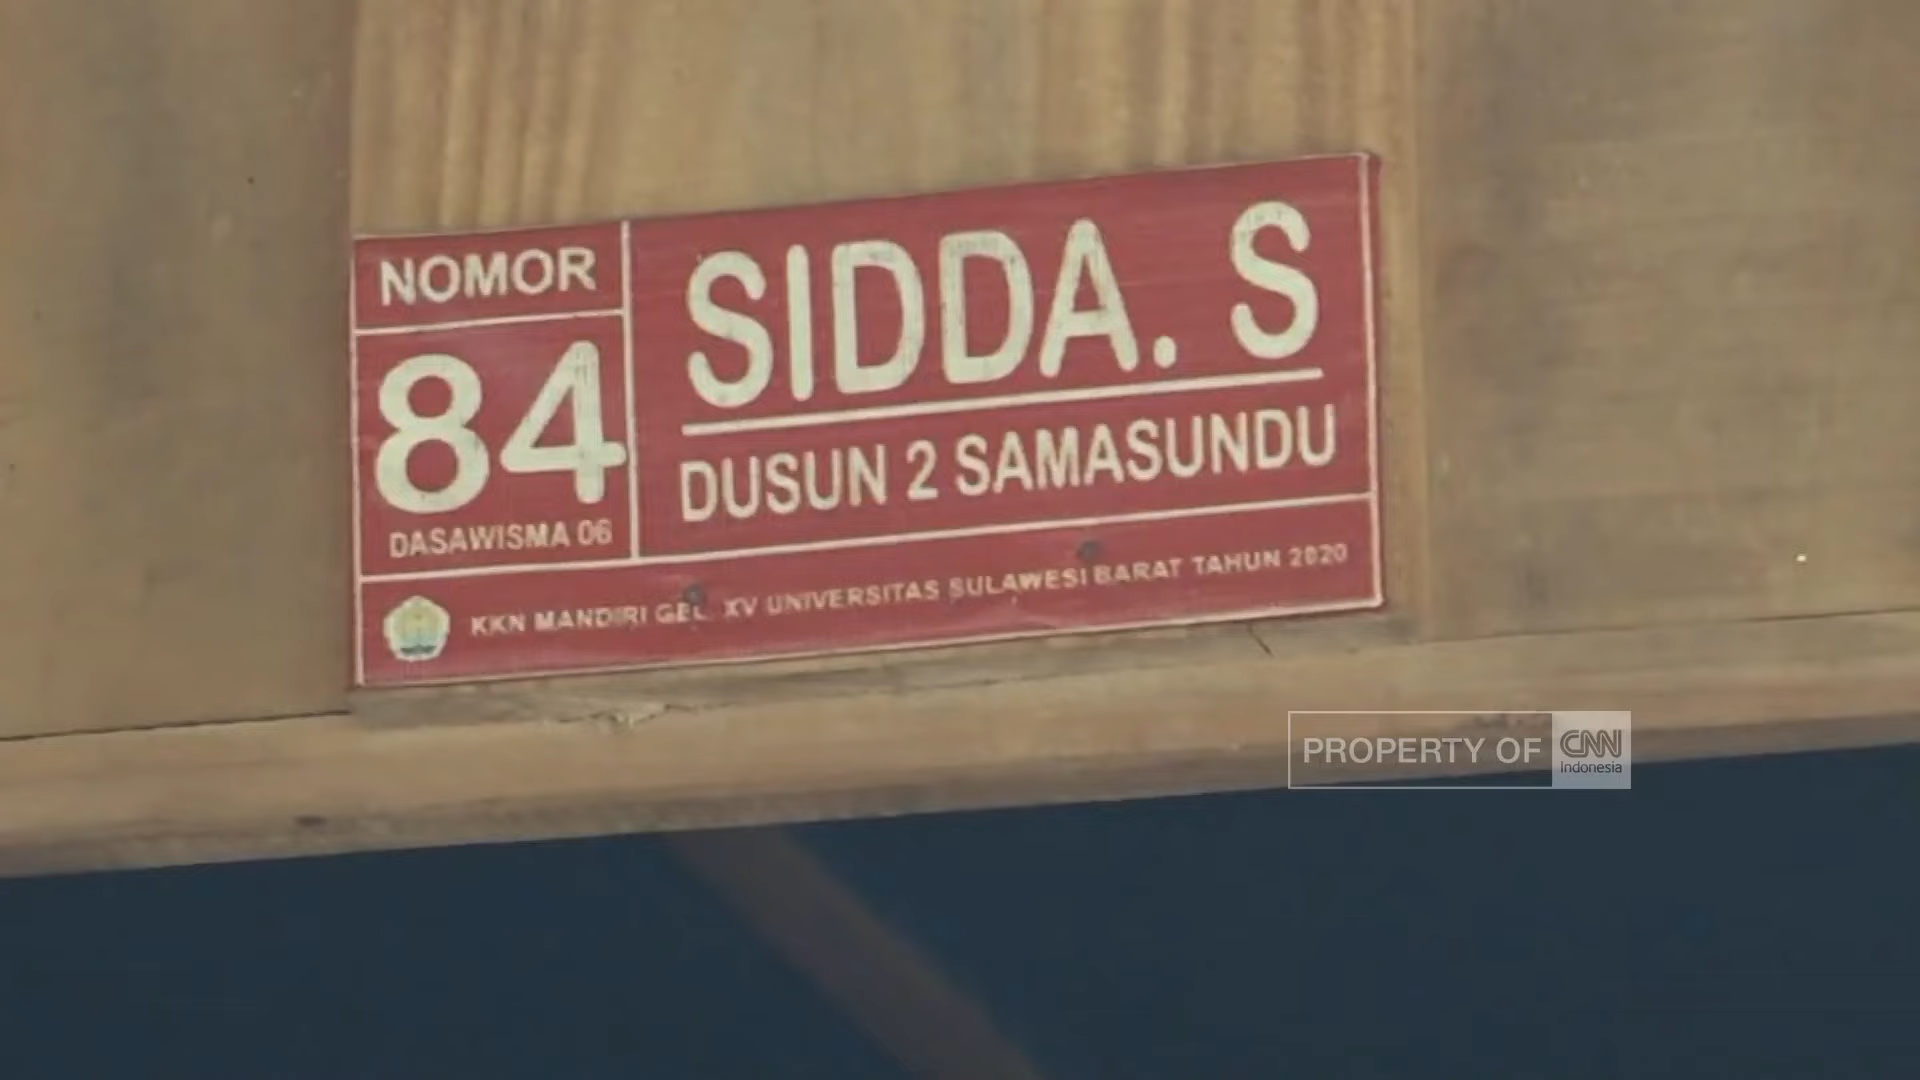 NOMOR
84
DASAWISMA 06
SIDDA. S
DUSUN 2 SAMASUNDU
KKN MANDIRI GEL. XV UNIVERSITAS SULAWESI BARAT TAHUN 2020
PROPERTY OF CNN Indonesia